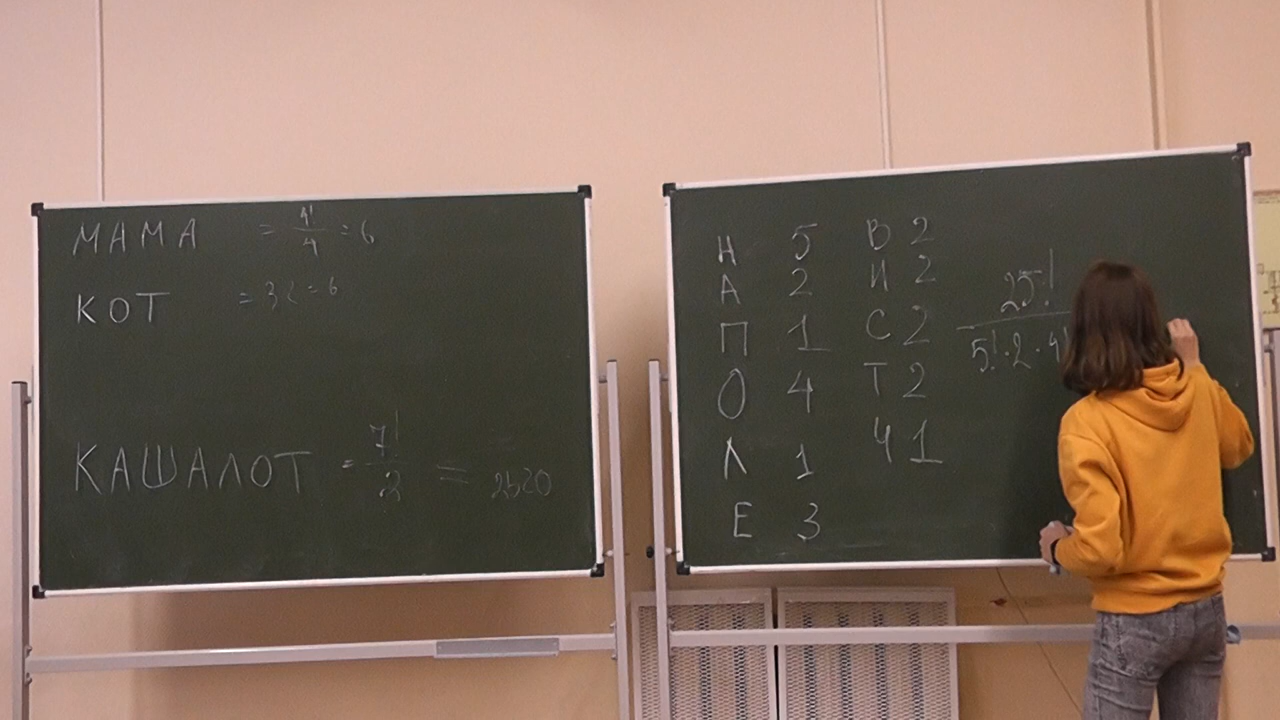 МАМА = 4!/4 = 6
КОТ = 3! = 6
КАШАЛОТ = 7!/2 = 2520
Н 5 В 2
А 2 И 2
П 1 С 2
О 4 Т 2
Л 1 Ч 1
Е 3
25!
5!·2·4!